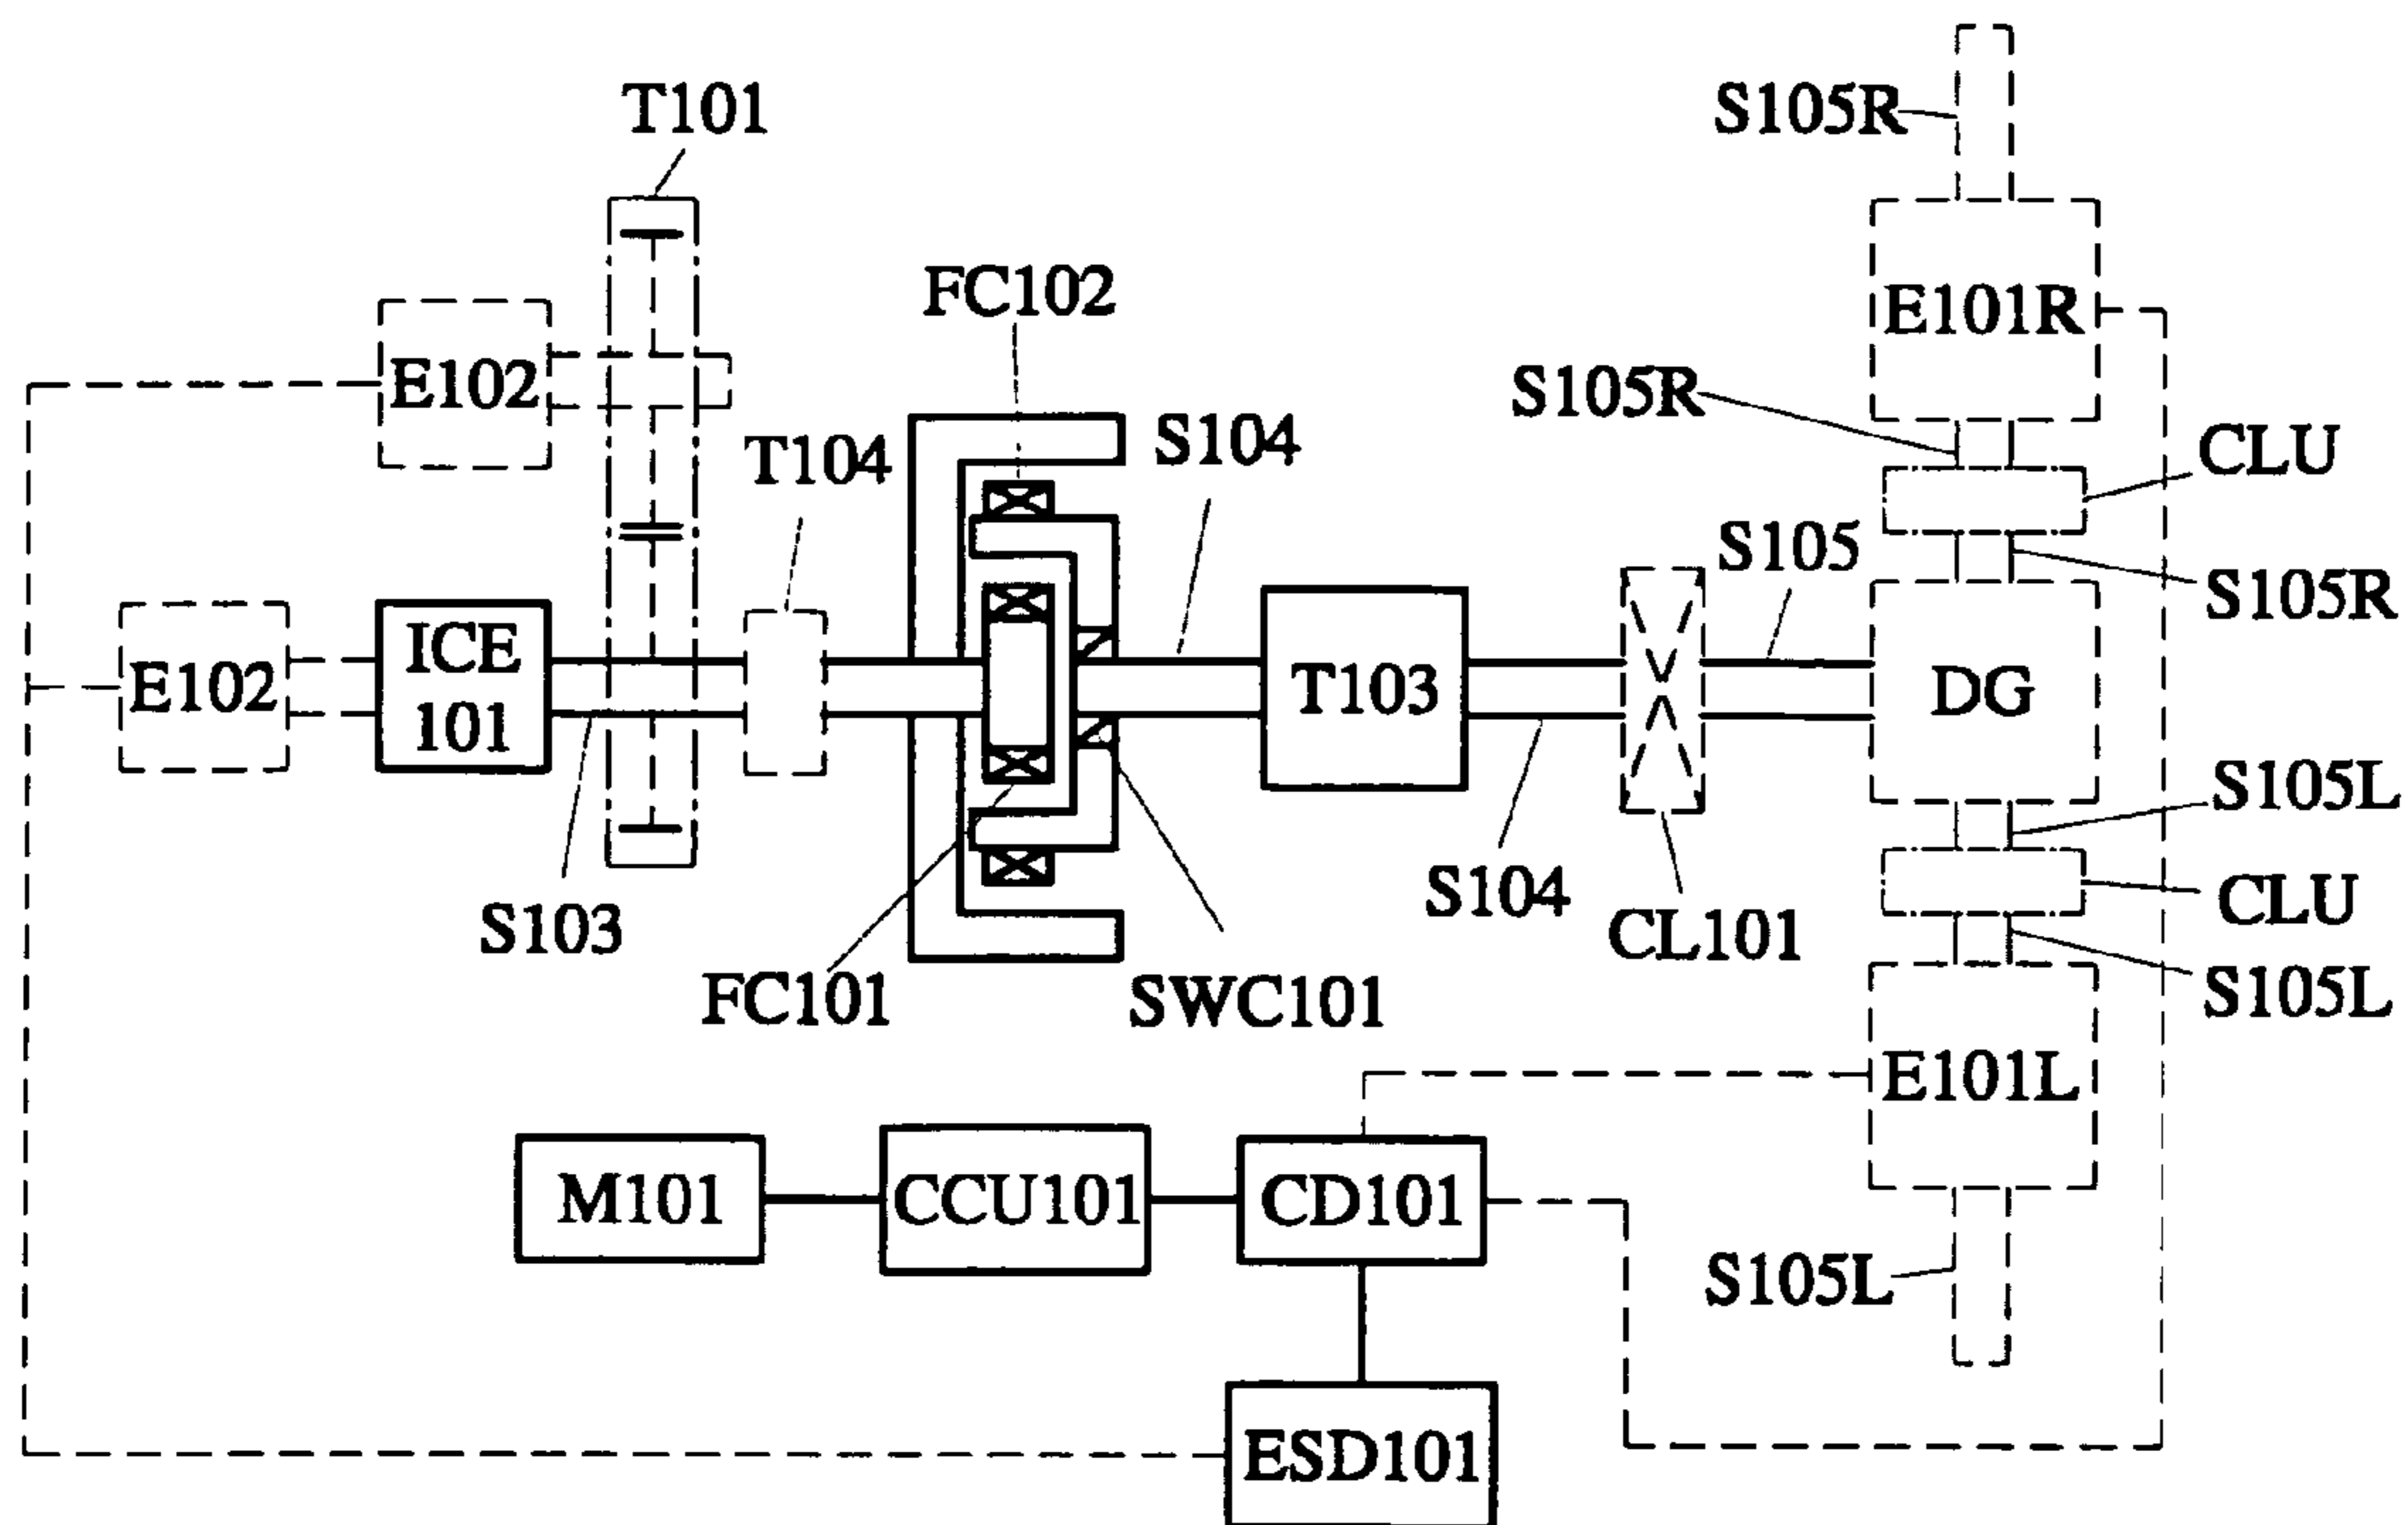 T101
S105R
FC102
E101R
E102
S105R
S104
CLU
T104
S105
S105R
ICE
101
E102
T103
DG
S105L
S104
CLU
S103
CL101
FC101
SWC101
S105L
E101L
M101
CCU101
CD101
S105L
ESD101